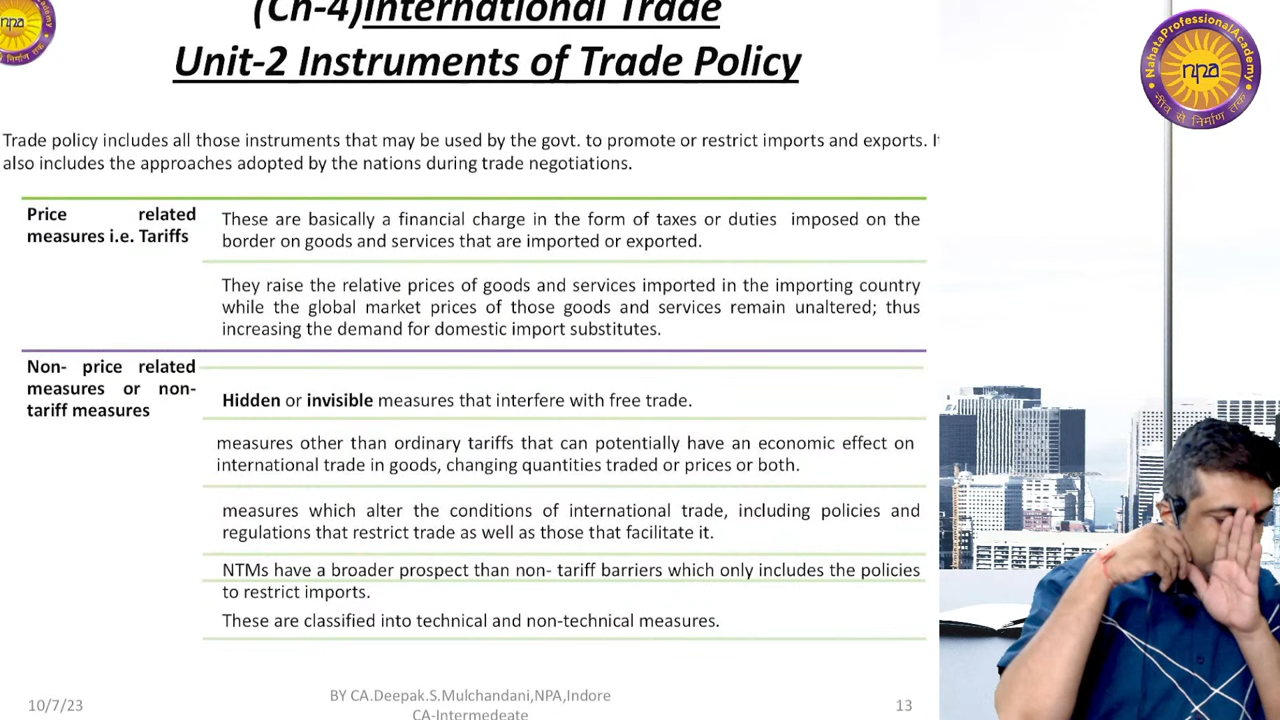 (Ch-4)International Trade
Unit-2 Instruments of Trade Policy
Trade policy includes all those instruments that may be used by the govt. to promote or restrict imports and exports. It
also includes the approaches adopted by the nations during trade negotiations.
Price related
measures i.e. Tariffs
These are basically a financial charge in the form of taxes or duties imposed on the
border on goods and services that are imported or exported.
They raise the relative prices of goods and services imported in the importing country
while the global market prices of those goods and services remain unaltered; thus
increasing the demand for domestic import substitutes.
Non- price related
measures or non-
tariff measures
Hidden or invisible measures that interfere with free trade.
measures other than ordinary tariffs that can potentially have an economic effect on
international trade in goods, changing quantities traded or prices or both.
measures which alter the conditions of international trade, including policies and
regulations that restrict trade as well as those that facilitate it.
NTMs have a broader prospect than non- tariff barriers which only includes the policies
to restrict imports.
These are classified into technical and non-technical measures.
10/7/23
BY CA.Deepak.S.Mulchandani,NPA,Indore
CA-Intermedeate
13
NahataProfessionalAcademy
npa
नींव से निर्माण तक
npa
से निर्माण तक